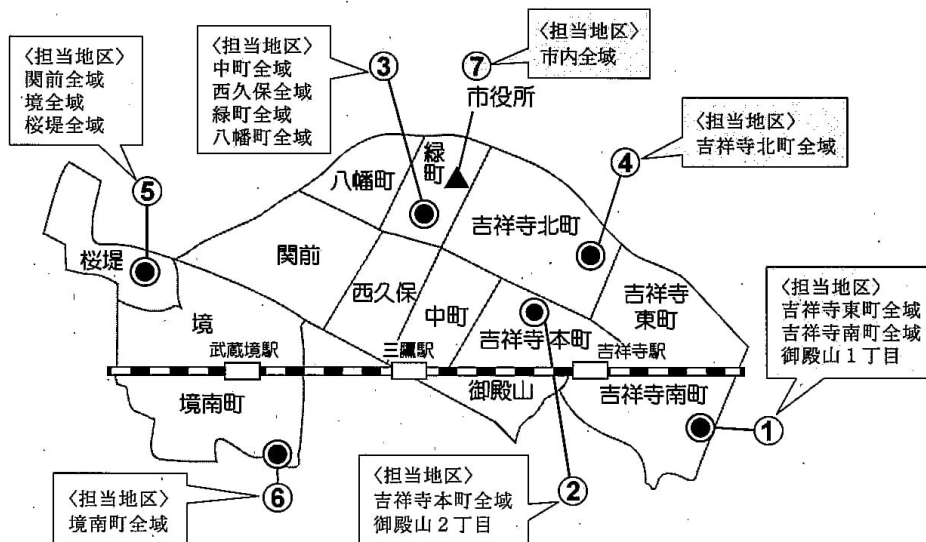 〈担当地区〉
関前全域
境全域
桜堤全域
⑤
〈担当地区〉
中町全域
西久保全域
緑町全域
八幡町全域
③
⑦
市役所
〈担当地区〉
市内全域
〈担当地区〉
吉祥寺北町全域
④
緑町
八幡町
吉祥寺北町
関前
桜堤
西久保
吉祥寺
東町
境
中町
吉祥寺本町
武蔵境駅
三鷹駅
吉祥寺駅
境南町
御殿山
吉祥寺南町
〈担当地区〉
吉祥寺東町全域
吉祥寺南町全域
御殿山1丁目
①
〈担当地区〉
境南町全域
⑥
〈担当地区〉
吉祥寺本町全域
御殿山2丁目
②